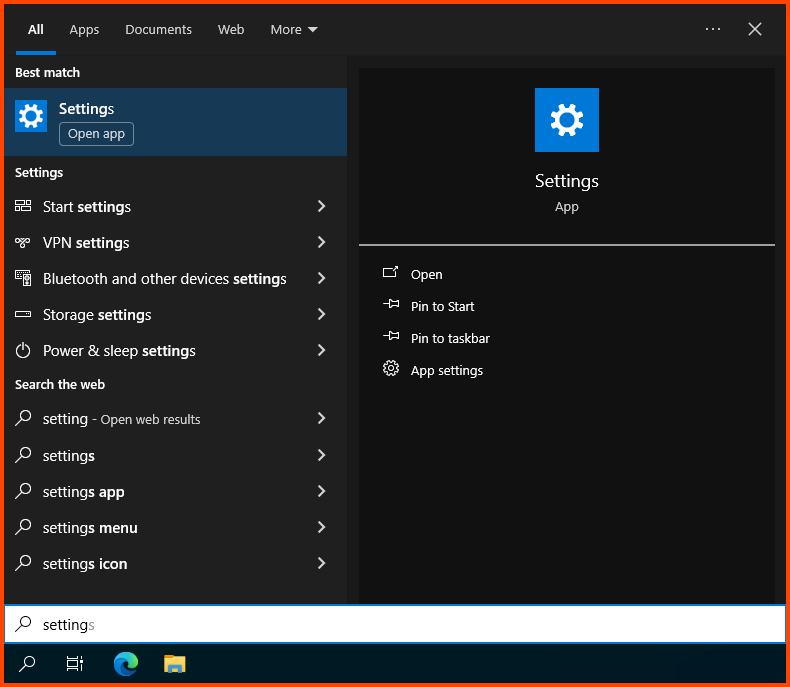 All Apps Documents Web More
Best match
Settings
Open app
Settings
Start settings
VPN settings
Bluetooth and other devices settings
Storage settings
Power & sleep settings
Search the web
setting - Open web results
settings
settings app
settings menu
settings icon
Settings
App
Open
Pin to Start
Pin to taskbar
App settings
settings